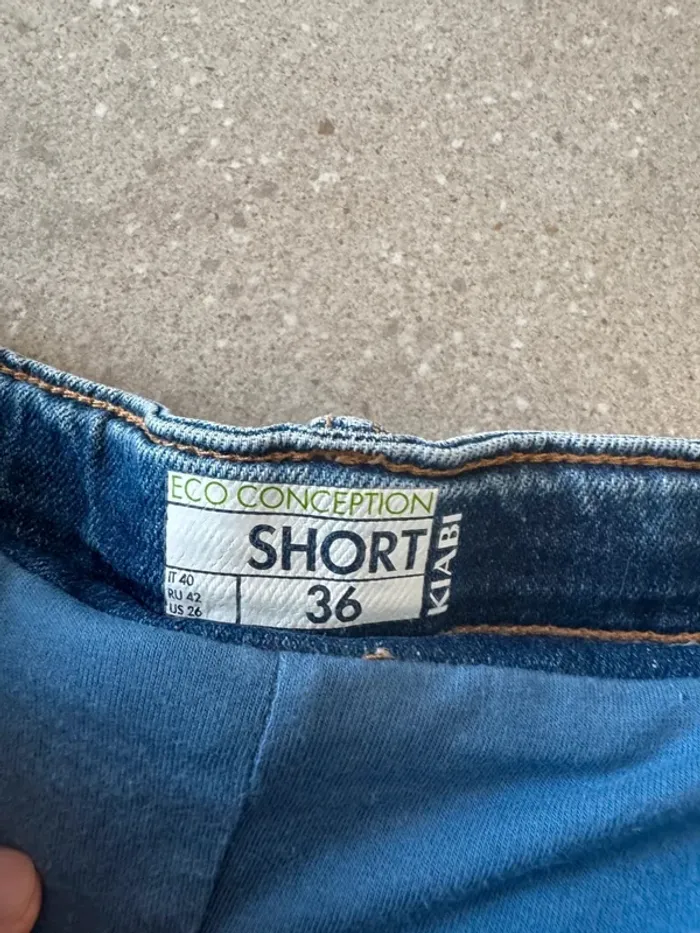 ECO CONCEPTION
SHORT
IT 40
RU 42
US 26
36
KIABI